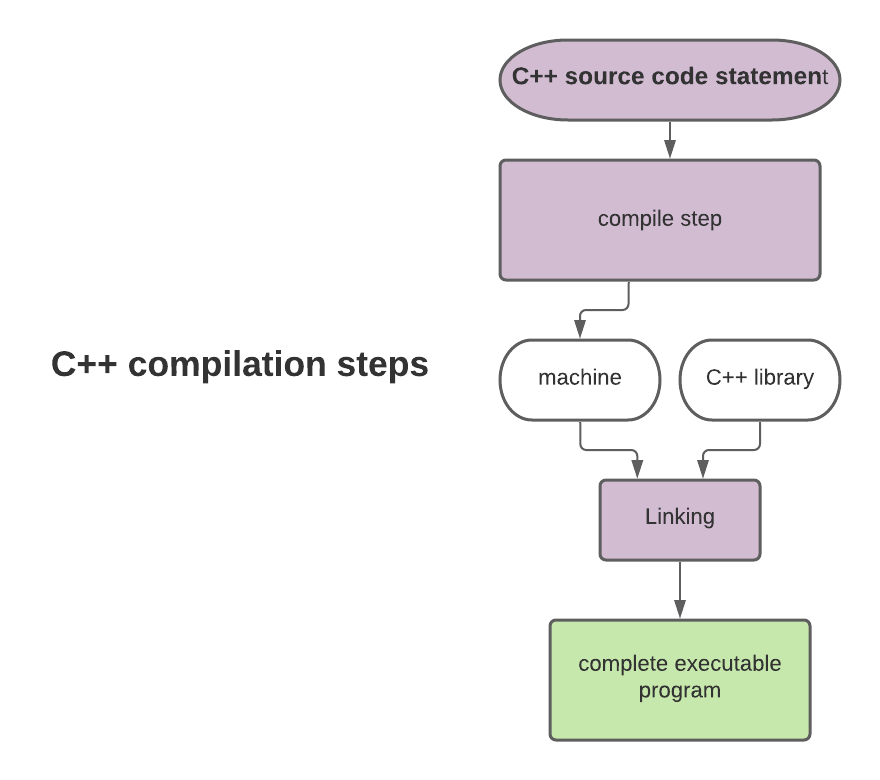 C++ source code statement
compile step
C++ compilation steps
machine
C++ library
Linking
complete executable
program